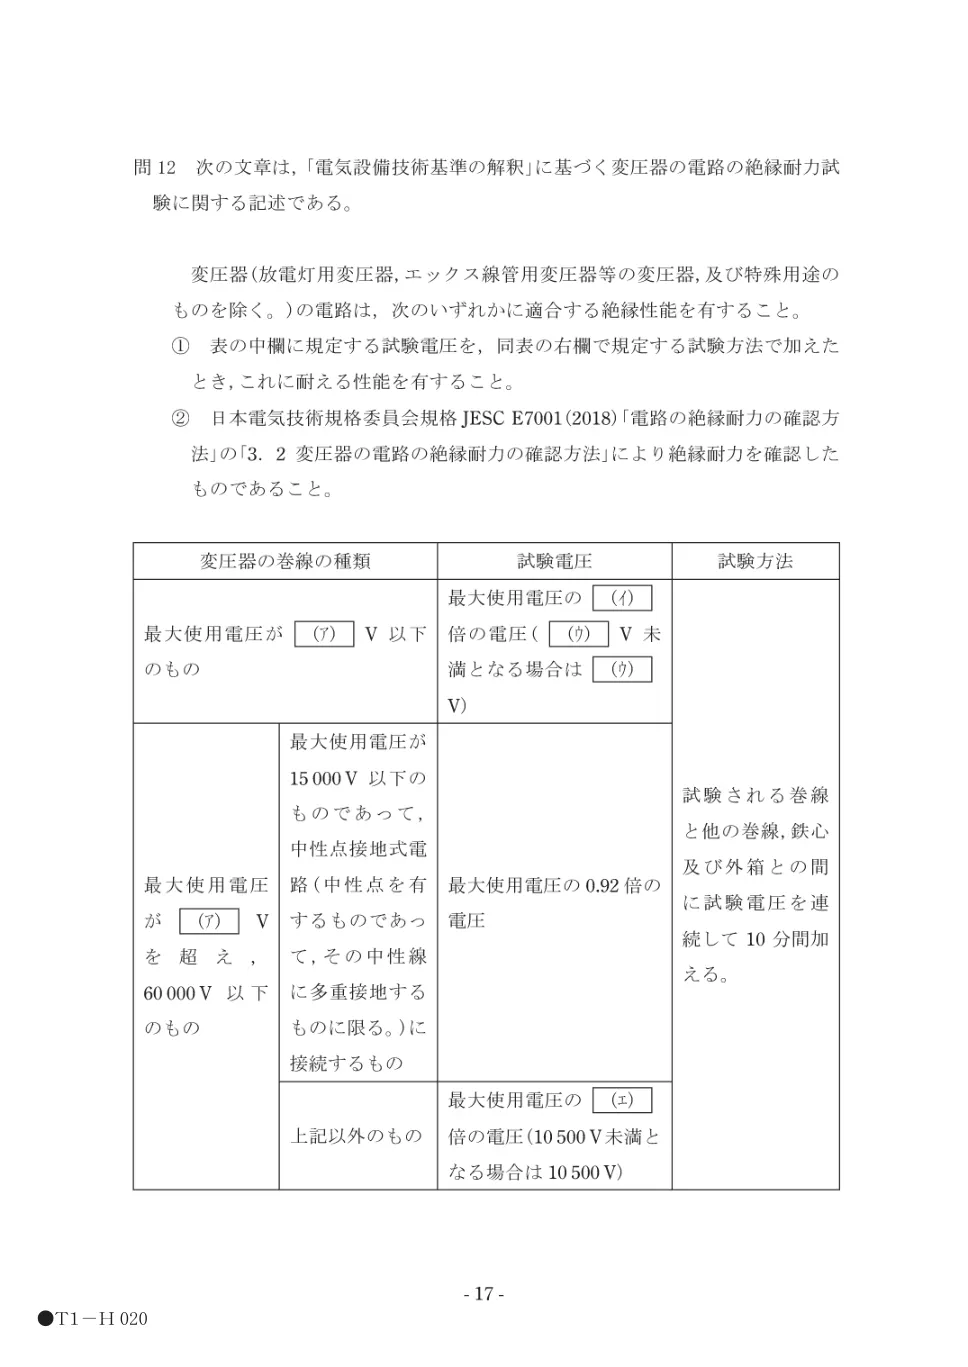 問12 次の文章は，「電気設備技術基準の解釈」に基づく変圧器の電路の絶縁耐力試
験に関する記述である。
変圧器（放電灯用変圧器，エックス線管用変圧器等の変圧器，及び特殊用途の
ものを除く。）の電路は，次のいずれかに適合する絶縁性能を有すること。
① 表の中欄に規定する試験電圧を，同表の右欄で規定する試験方法で加えた
とき，これに耐える性能を有すること。
② 日本電気技術規格委員会規格 JESC E7001（2018）「電路の絶縁耐力の確認方
法」の「3．2 変圧器の電路の絶縁耐力の確認方法」により絶縁耐力を確認した
ものであること。
変圧器の巻線の種類 試験電圧 試験方法
最大使用電圧が (ア) V 以下
のもの
最大使用電圧の (イ)
倍の電圧（ (ウ) V 未
満となる場合は (ウ)
V）
最大使用電圧
が (ア) V
を超え，
60 000 V 以下
のもの
最大使用電圧が
15 000 V 以下の
ものであって，
中性点接地式電
路（中性点を有
するものであっ
て，その中性線
に多重接地する
ものに限る。）に
接続するもの
最大使用電圧の 0.92 倍の
電圧
上記以外のもの
最大使用電圧の (エ)
倍の電圧（10 500 V 未満と
なる場合は 10 500 V）
試験される巻線
と他の巻線，鉄心
及び外箱との間
に試験電圧を連
続して 10 分間加
える。
- 17 -
●T1－H 020